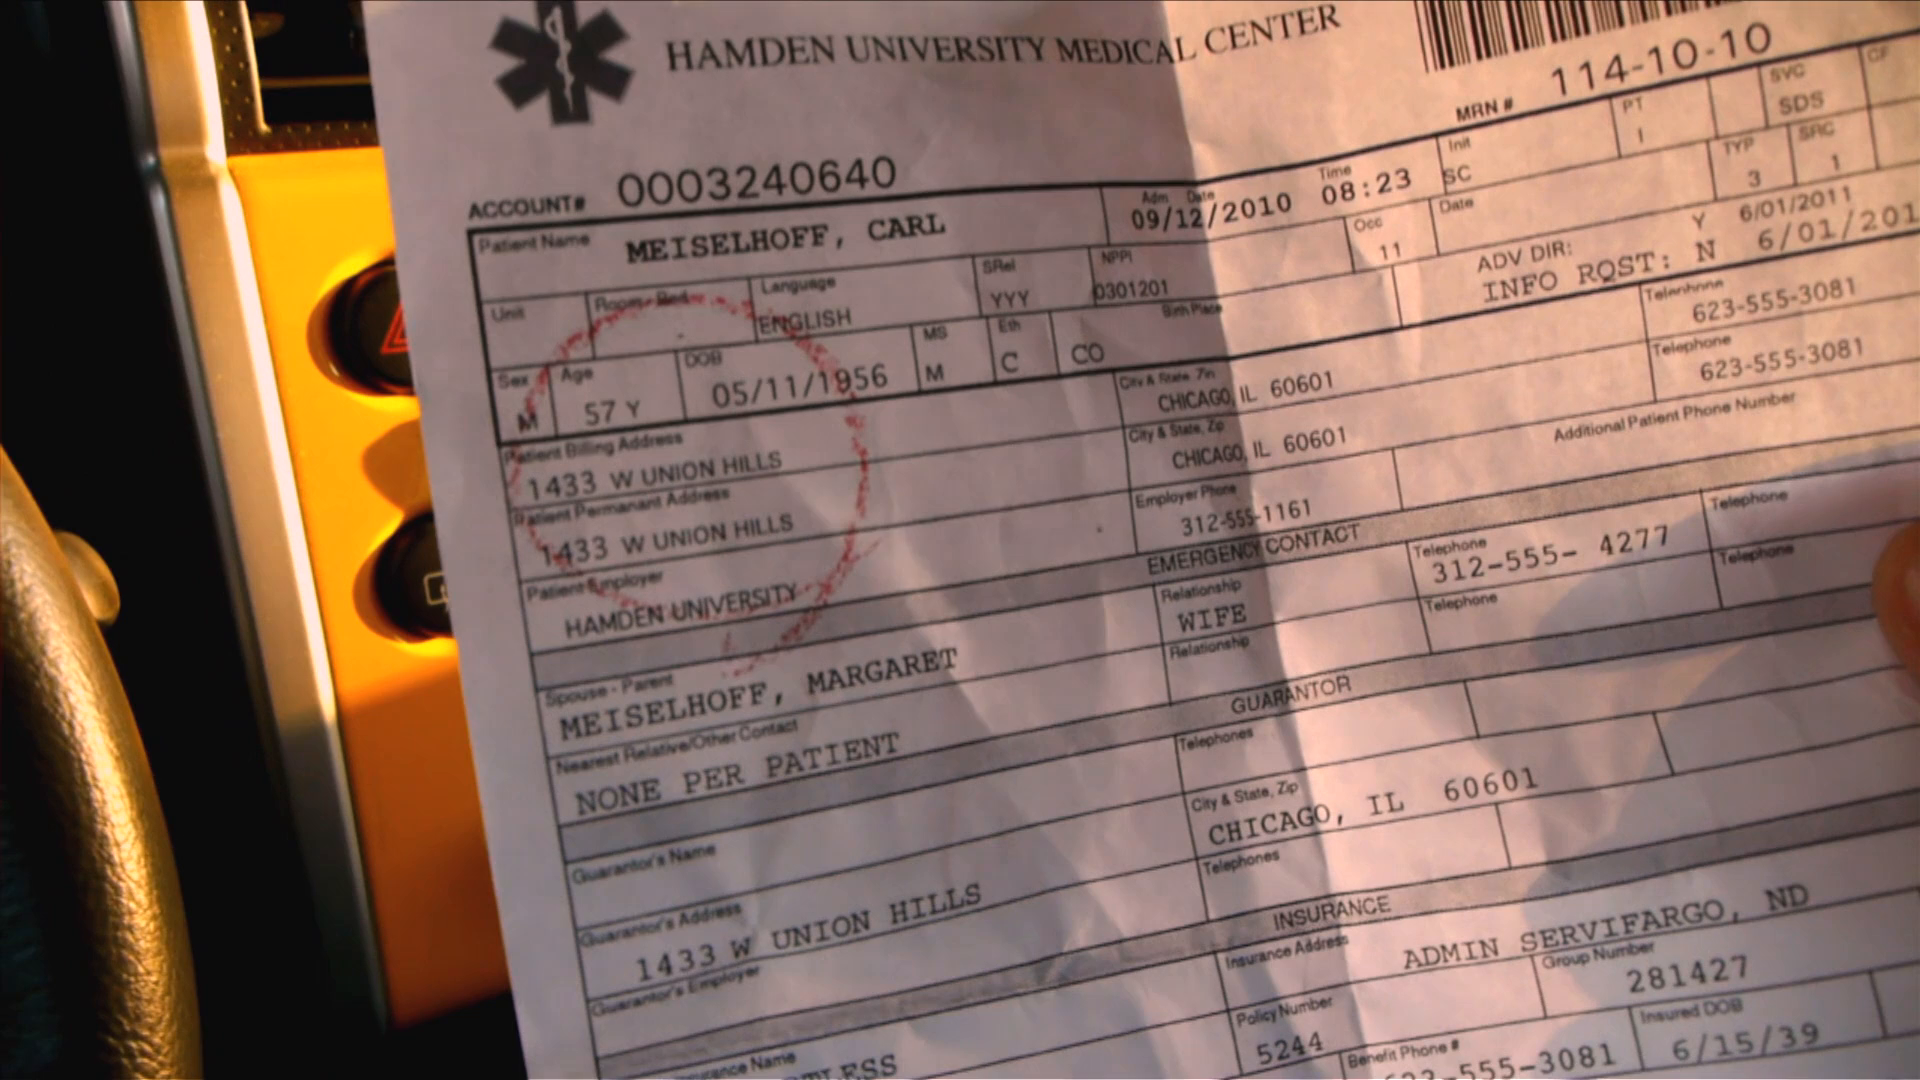 HAMDEN UNIVERSITY MEDICAL CENTER
MRN # 114-10-10
ACCOUNT# 0003240640
Adm Date 09/12/2010 Time 08:23
Init SC
PT 1
SVC SDS
CF
Patient Name MEISELHOFF, CARL
Occ 11
Date
TYP 3
SRC 1
Unit
Room - Bed
Language ENGLISH
SRel YYY
NPPI 0301201
ADV DIR: Y 6/01/2011
INFO RQST: N 6/01/201
Sex M
Age 57 Y
DOB 05/11/1956
MS M
Eth C
Birth Place CO
Patient Billing Address 1433 W UNION HILLS
City & State, Zip CHICAGO, IL 60601
Telephone 623-555-3081
Patient Permanant Address 1433 W UNION HILLS
City & State, Zip CHICAGO, IL 60601
Telephone 623-555-3081
Patient Employer HAMDEN UNIVERSITY
Employer Phone 312-555-1161
Additional Patient Phone Number
EMERGENCY CONTACT
Spouse - Parent MEISELHOFF, MARGARET
Relationship WIFE
Telephone 312-555- 4277
Telephone
Nearest Relative/Other Contact NONE PER PATIENT
Relationship
Telephone
Telephone
GUARANTOR
Guarantor's Name
Telephones
Guarantor's Address 1433 W UNION HILLS
City & State, Zip CHICAGO, IL 60601
Guarantor's Employer
Telephones
INSURANCE
Insurance Address ADMIN SERVIFARGO, ND
Policy Number 5244
Group Number 281427
Benefit Phone # 555-3081
Insured DOB 6/15/39
Name